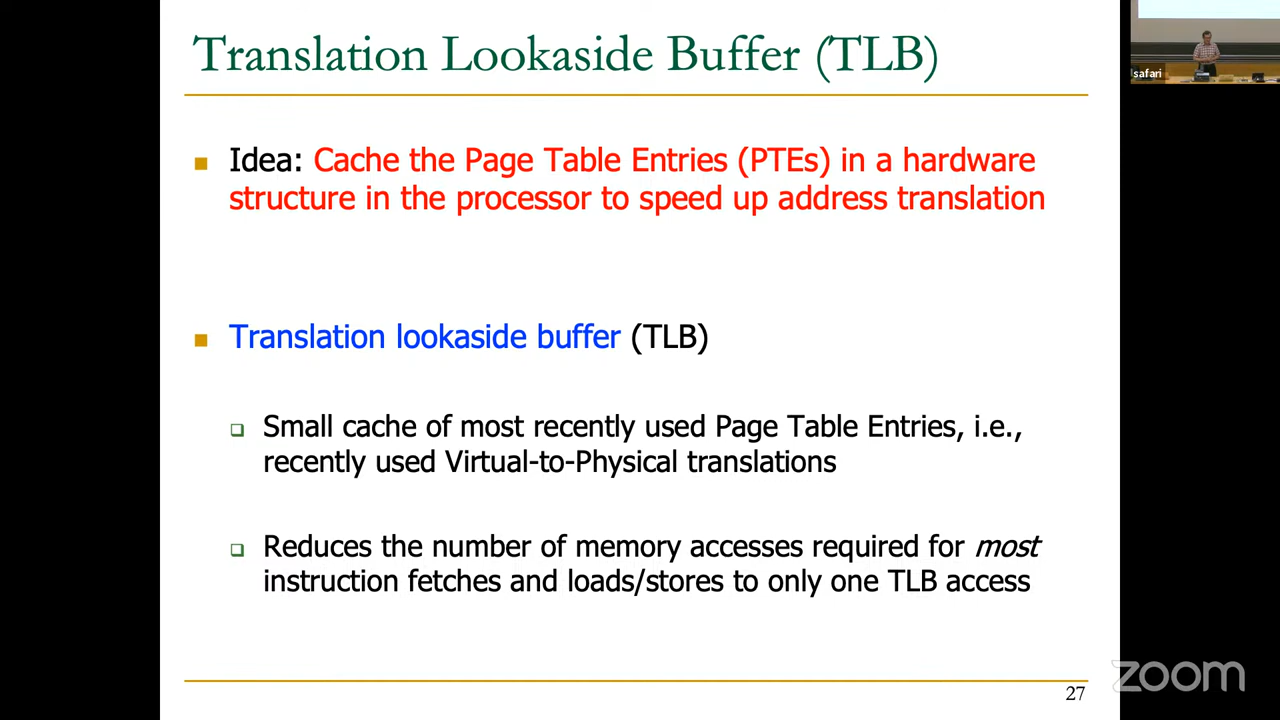 Translation Lookaside Buffer (TLB)
safari
Idea: Cache the Page Table Entries (PTEs) in a hardware
structure in the processor to speed up address translation
Translation lookaside buffer (TLB)
Small cache of most recently used Page Table Entries, i.e.,
recently used Virtual-to-Physical translations
Reduces the number of memory accesses required for most
instruction fetches and loads/stores to only one TLB access
27
zoom